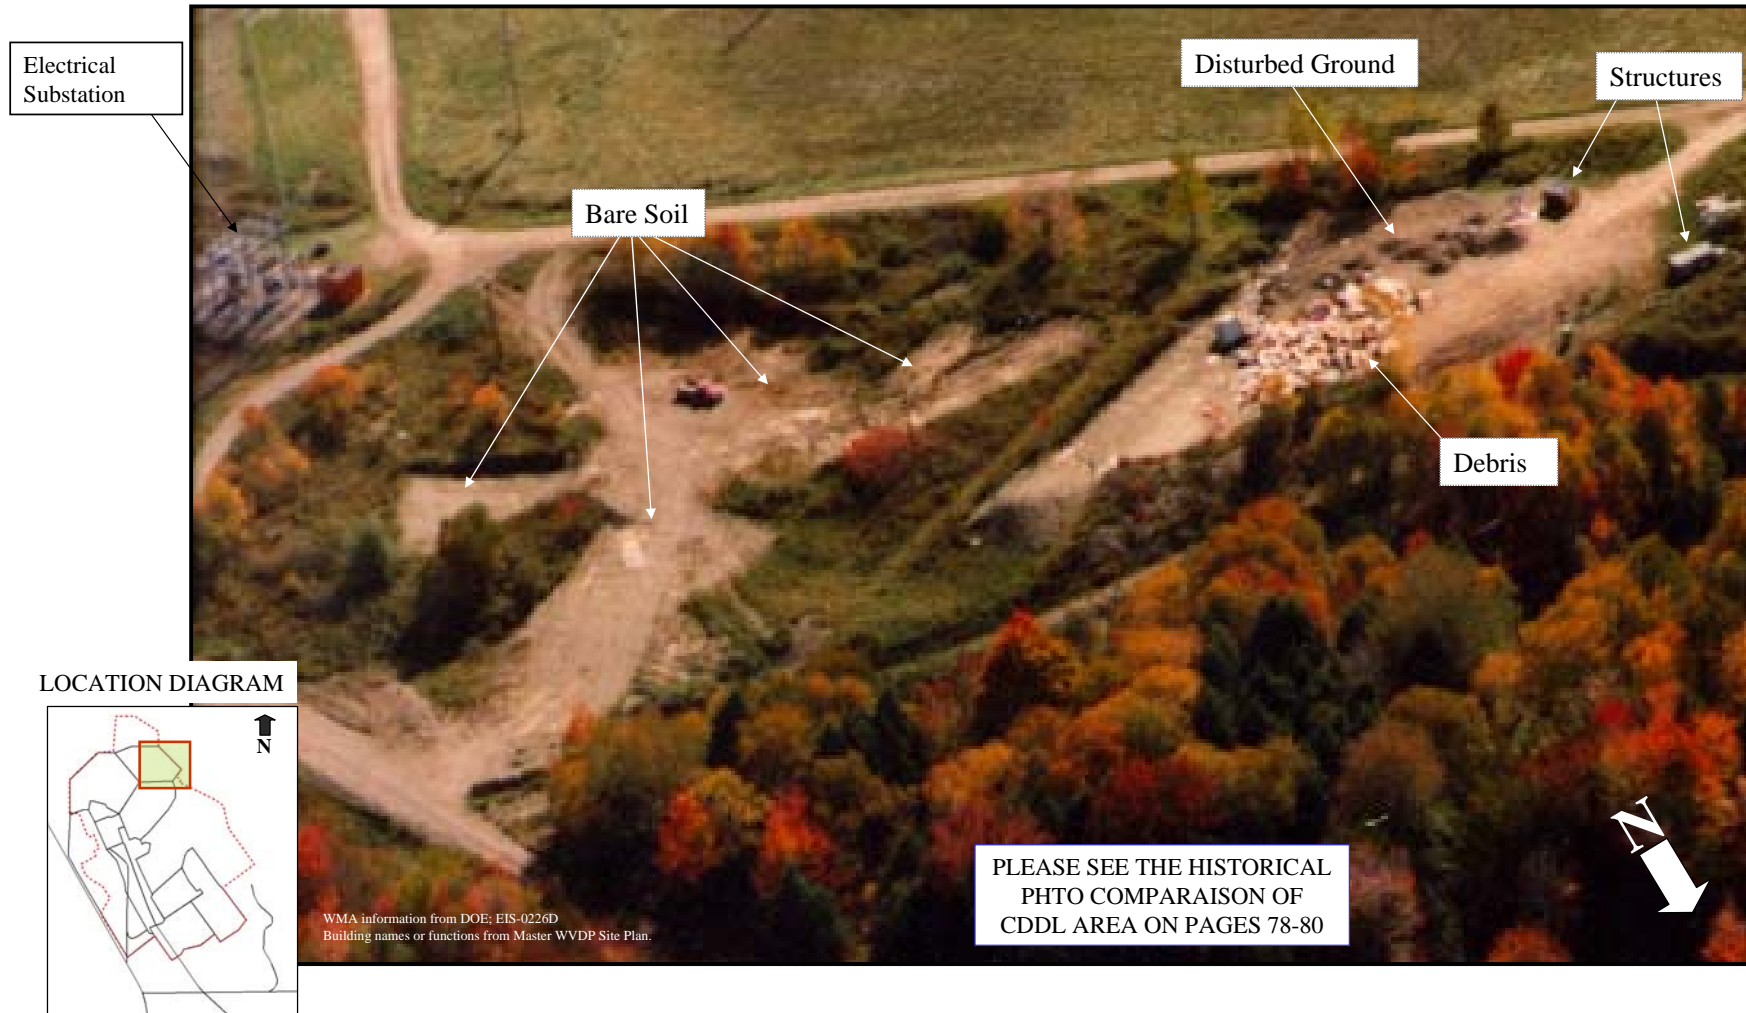 Electrical
Substation
Disturbed Ground
Structures
Bare Soil
Debris
LOCATION DIAGRAM
N
WMA information from DOE; EIS-0226D
Building names or functions from Master WVDP Site Plan.
PLEASE SEE THE HISTORICAL
PHTO COMPARAISON OF
CDDL AREA ON PAGES 78-80
N